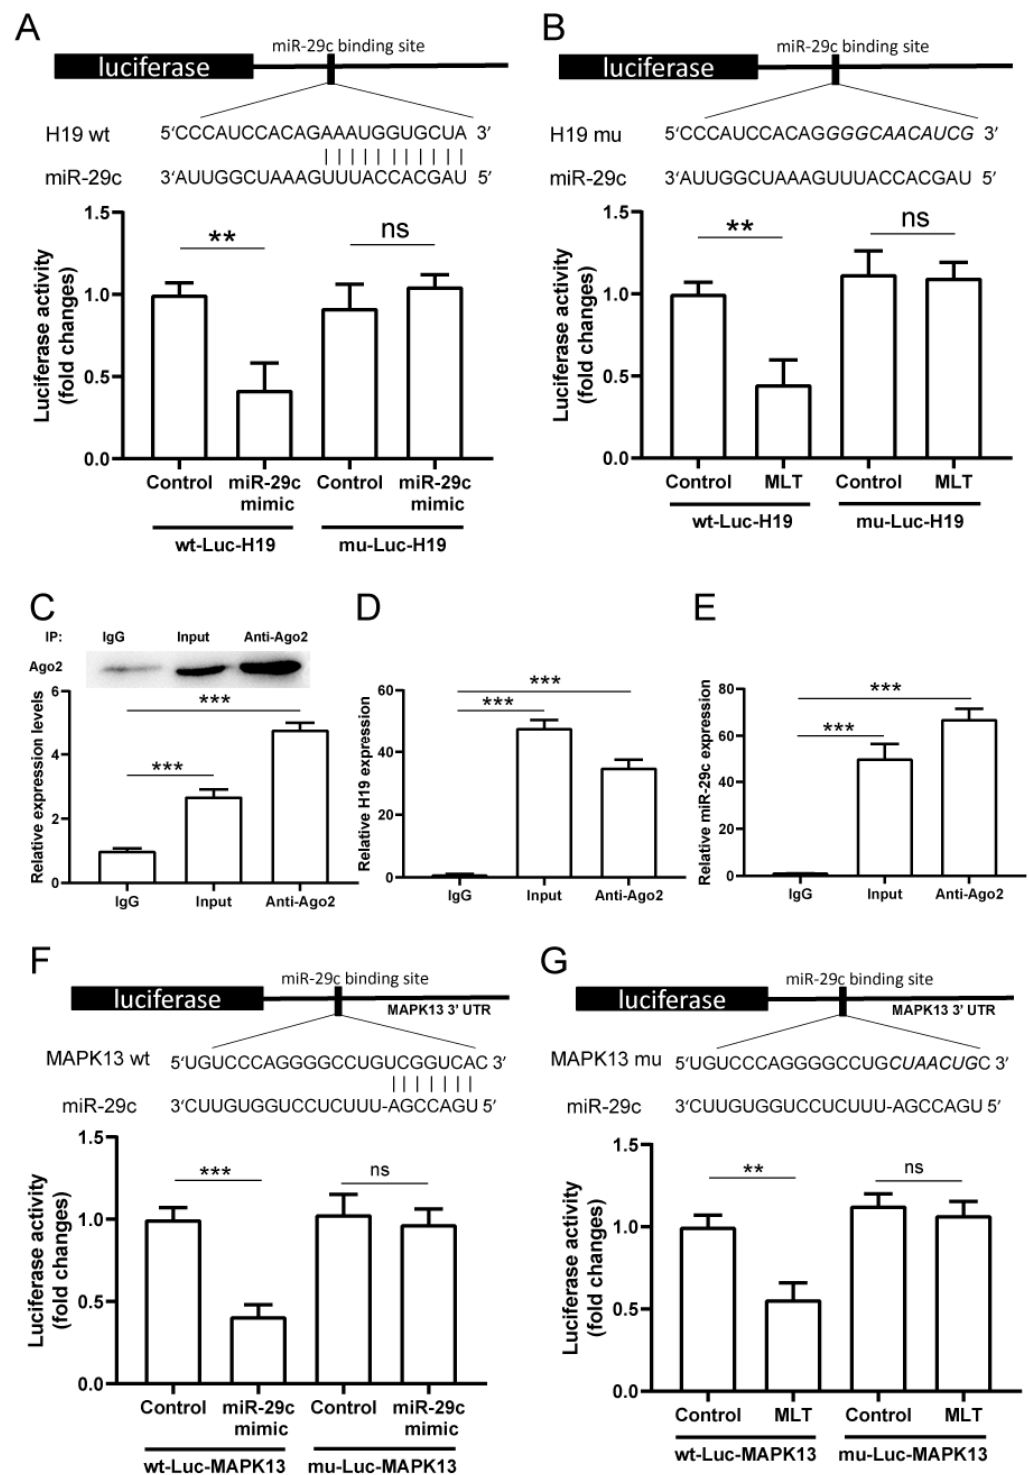 A
miR-29c binding site
luciferase
H19 wt 5‘CCCAUCCACAGAAAUGGUGCUA 3’
miR-29c 3‘AUUGGCUAAAGUUUACCACGAU 5’
Luciferase activity
(fold changes)
1.5
1.0
0.5
0.0
** ns
Control miR-29c mimic Control miR-29c mimic
wt-Luc-H19 mu-Luc-H19
B
miR-29c binding site
luciferase
H19 mu 5‘CCCAUCCACAGGGGCAACAUCG 3’
miR-29c 3‘AUUGGCUAAAGUUUACCACGAU 5’
Luciferase activity
(fold changes)
1.5
1.0
0.5
0.0
** ns
Control MLT Control MLT
wt-Luc-H19 mu-Luc-H19
C
IP: IgG Input Anti-Ago2
Ago2
Relative expression levels
6
4
2
0
***
***
IgG Input Anti-Ago2
D
Relative H19 expression
60
40
20
0
***
***
IgG Input Anti-Ago2
E
Relative miR-29c expression
80
60
40
20
0
***
***
IgG Input Anti-Ago2
F
miR-29c binding site
luciferase
MAPK13 3’ UTR
MAPK13 wt 5‘UGUCCCAGGGGCCUGUCGGUCAC 3’
miR-29c 3‘CUUGUGGUCCUCUUU-AGCCAGU 5’
Luciferase activity
(fold changes)
1.5
1.0
0.5
0.0
*** ns
Control miR-29c mimic Control miR-29c mimic
wt-Luc-MAPK13 mu-Luc-MAPK13
G
miR-29c binding site
luciferase
MAPK13 3’ UTR
MAPK13 mu 5‘UGUCCCAGGGGCCUGCUAACUGC 3’
miR-29c 3‘CUUGUGGUCCUCUUU-AGCCAGU 5’
Luciferase activity
(fold changes)
1.5
1.0
0.5
0.0
** ns
Control MLT Control MLT
wt-Luc-MAPK13 mu-Luc-MAPK13